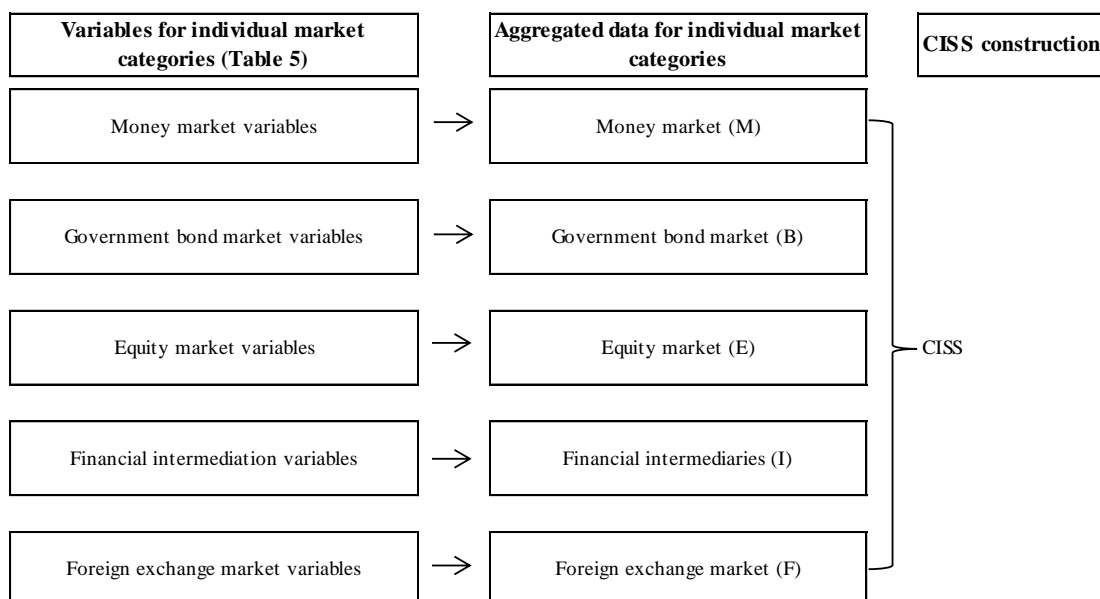 Variables for individual market
categories (Table 5)
Aggregated data for individual market
categories
CISS construction
Money market variables
Money market (M)
Government bond market variables
Government bond market (B)
Equity market variables
Equity market (E)
CISS
Financial intermediation variables
Financial intermediaries (I)
Foreign exchange market variables
Foreign exchange market (F)